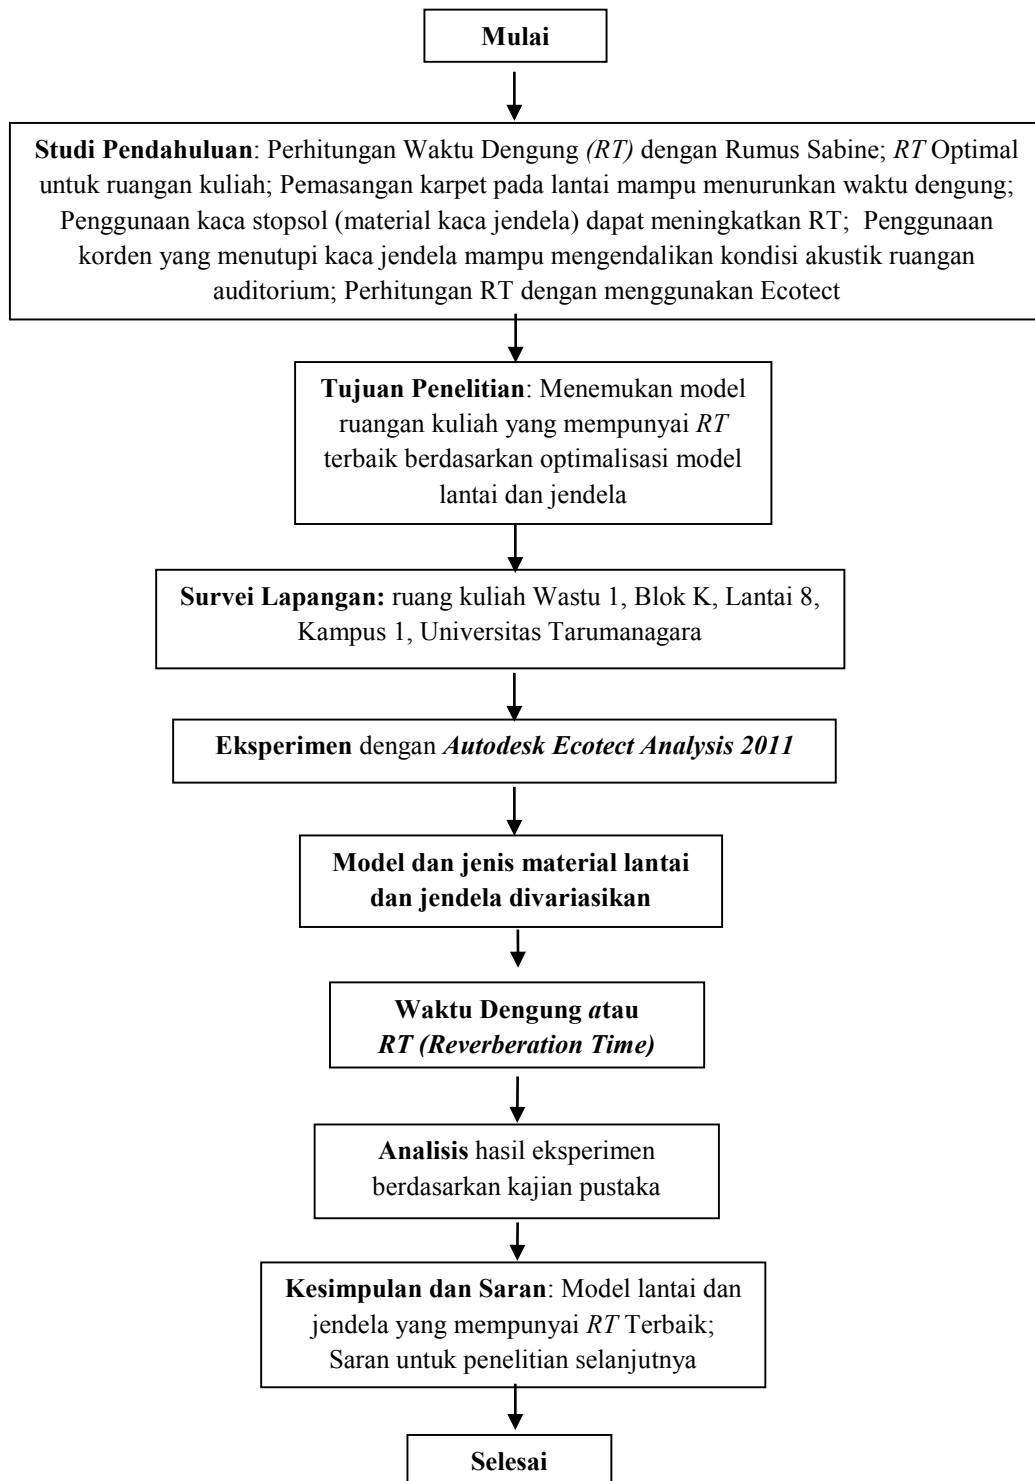 Mulai
Studi Pendahuluan: Perhitungan Waktu Dengung (RT) dengan Rumus Sabine; RT Optimal
untuk ruangan kuliah; Pemasangan karpet pada lantai mampu menurunkan waktu dengung;
Penggunaan kaca stopsol (material kaca jendela) dapat meningkatkan RT; Penggunaan
korden yang menutupi kaca jendela mampu mengendalikan kondisi akustik ruangan
auditorium; Perhitungan RT dengan menggunakan Ecotect
Tujuan Penelitian: Menemukan model
ruangan kuliah yang mempunyai RT
terbaik berdasarkan optimalisasi model
lantai dan jendela
Survei Lapangan: ruang kuliah Wastu 1, Blok K, Lantai 8,
Kampus 1, Universitas Tarumanagara
Eksperimen dengan Autodesk Ecotect Analysis 2011
Model dan jenis material lantai
dan jendela divariasikan
Waktu Dengung atau
RT (Reverberation Time)
Analisis hasil eksperimen
berdasarkan kajian pustaka
Kesimpulan dan Saran: Model lantai dan
jendela yang mempunyai RT Terbaik;
Saran untuk penelitian selanjutnya
Selesai